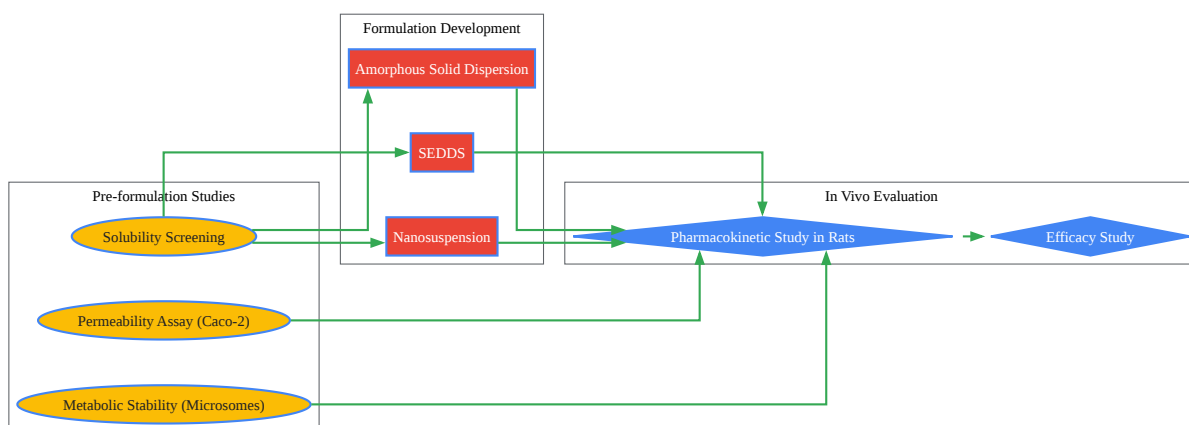 Formulation Development
Amorphous Solid Dispersion
SEDDS
Nanosuspension
Pre-formulation Studies
Solubility Screening
Permeability Assay (Caco-2)
Metabolic Stability (Microsomes)
In Vivo Evaluation
Pharmacokinetic Study in Rats
Efficacy Study